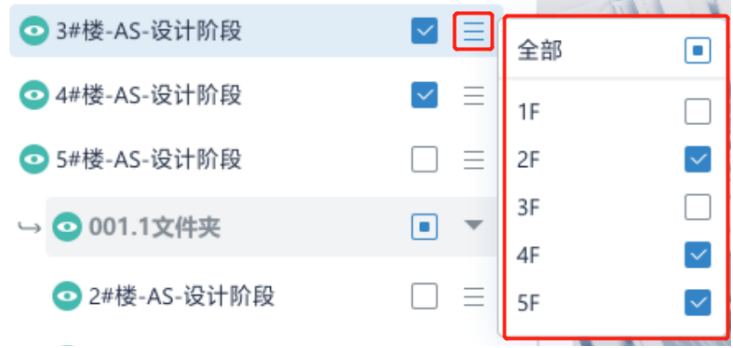 3#楼-AS-设计阶段
4#楼-AS-设计阶段
5#楼-AS-设计阶段
001.1文件夹
2#楼-AS-设计阶段
全部
1F
2F
3F
4F
5F